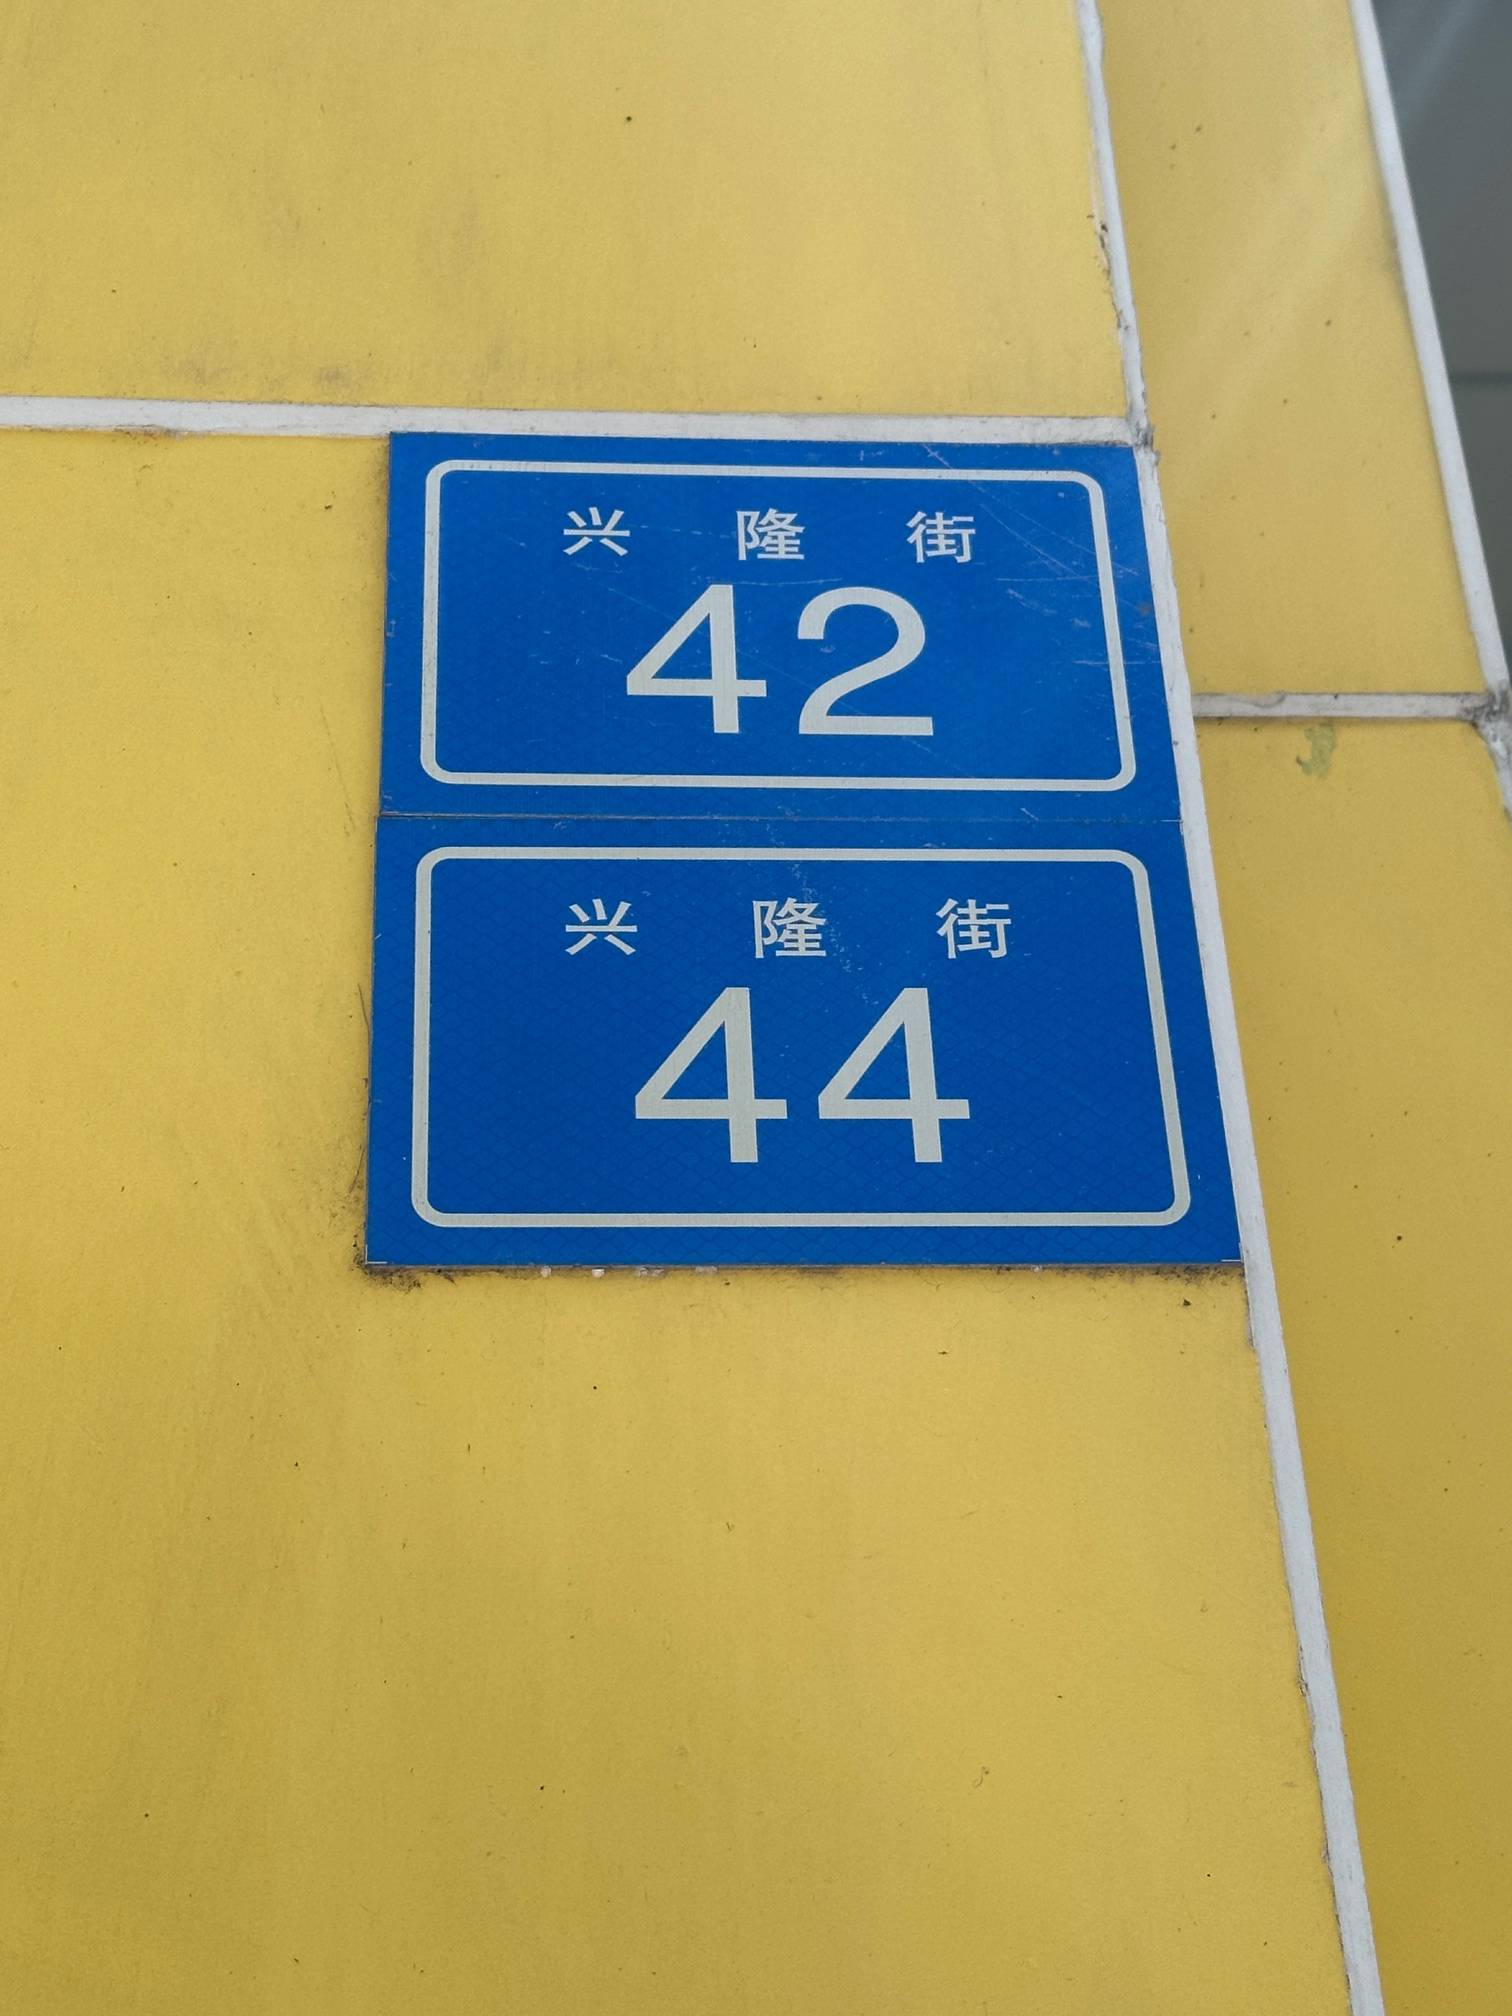 兴 隆 街
42
兴 隆 街
44